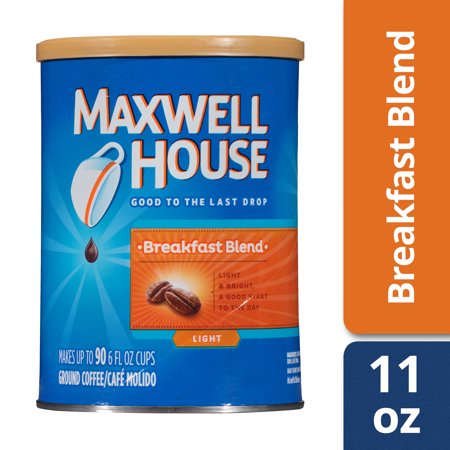 MAXWELL
HOUSE
GOOD TO THE LAST DROP
Breakfast Blend
LIGHT
& BRIGHT,
A GOOD START
TO THE DAY
LIGHT
MAKES UP TO 90 6 FL OZ CUPS
GROUND COFFEE/CAFÉ MOLIDO
Breakfast Blend
11
OZ